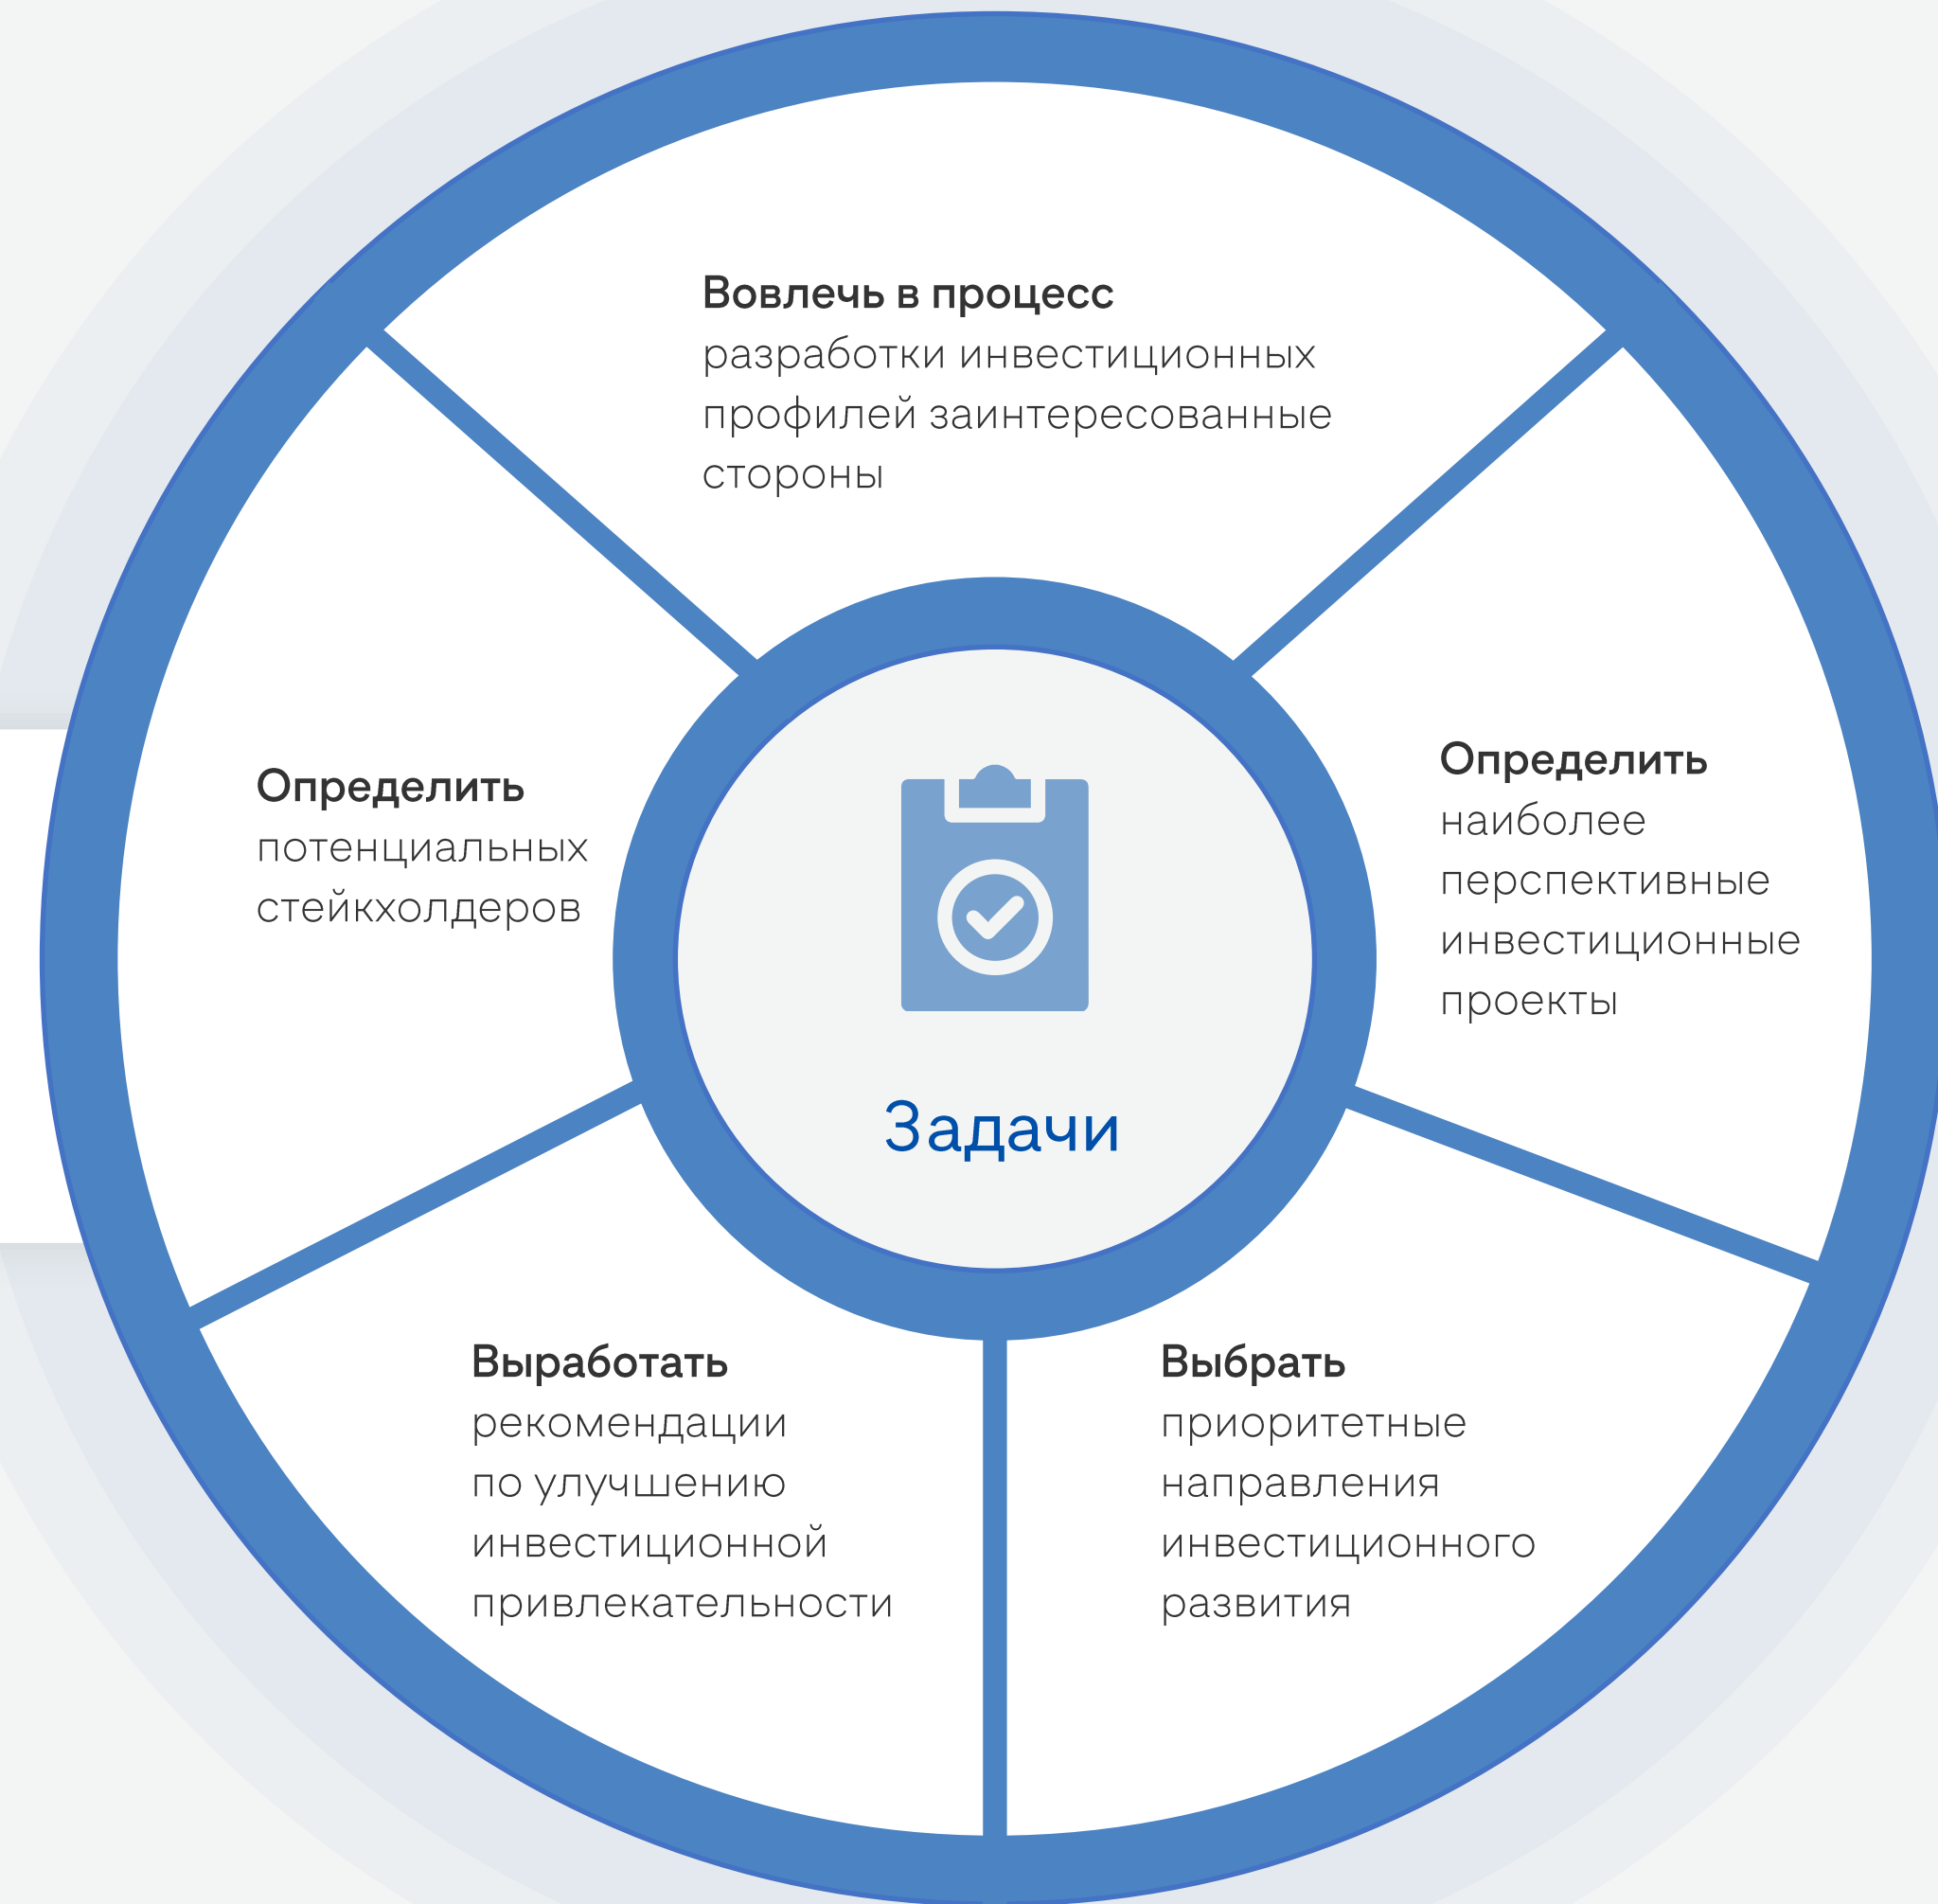 Вовлечь в процесс
разработки инвестиционных
профилей заинтересованные
стороны
Определить
потенциальных
стейкхолдеров
Определить
наиболее
перспективные
инвестиционные
проекты
Задачи
Выработать
рекомендации
по улучшению
инвестиционной
привлекательности
Выбрать
приоритетные
направления
инвестиционного
развития